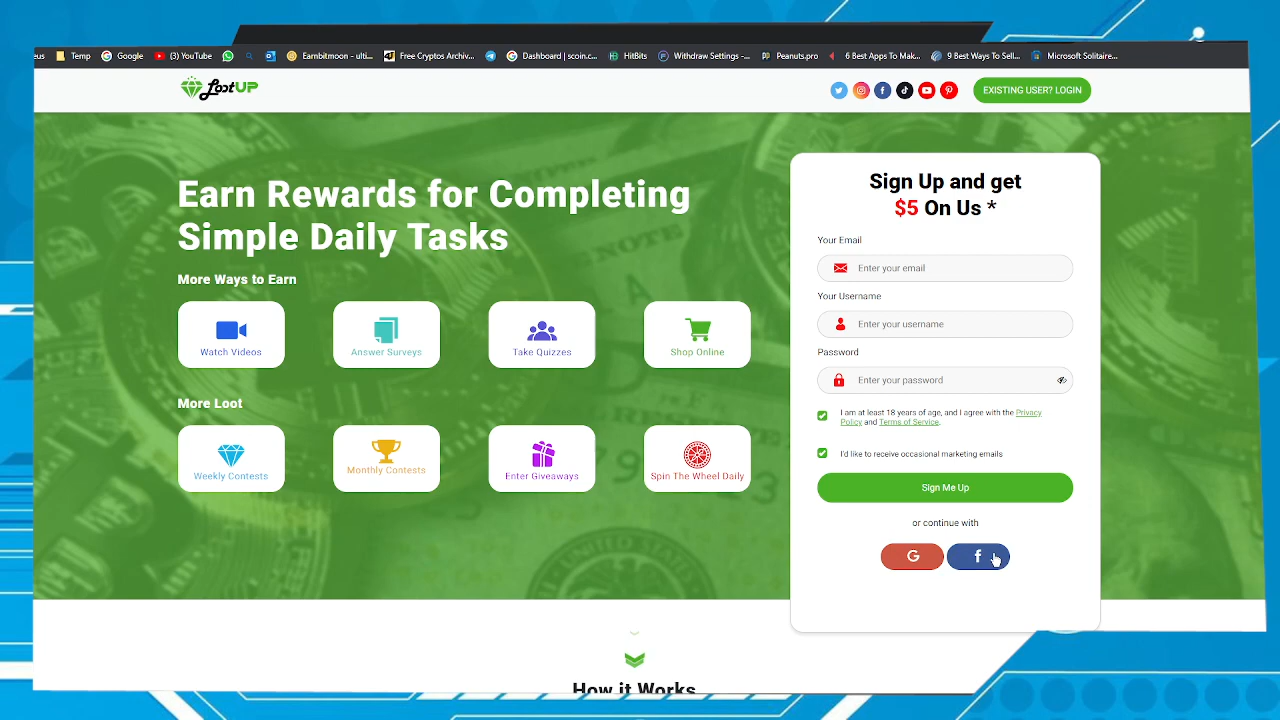 eus
Temp
Google
(3) YouTube
Earnbitmoon - ulti...
Free Cryptos Archiv...
Dashboard | scoin.c...
HitBits
Withdraw Settings -...
Peanuts.pro
6 Best Apps To Mak...
9 Best Ways To Sell...
Microsoft Solitaire...
LootUP
EXISTING USER? LOGIN
Earn Rewards for Completing
Simple Daily Tasks
More Ways to Earn
Watch Videos
Answer Surveys
Take Quizzes
Shop Online
More Loot
Weekly Contests
Monthly Contests
Enter Giveaways
Spin The Wheel Daily
Sign Up and get
$5 On Us *
Your Email
Enter your email
Your Username
Enter your username
Password
Enter your password
I am at least 18 years of age, and I agree with the Privacy
Policy and Terms of Service.
I'd like to receive occasional marketing emails
Sign Me Up
or continue with
G
f
How it Works